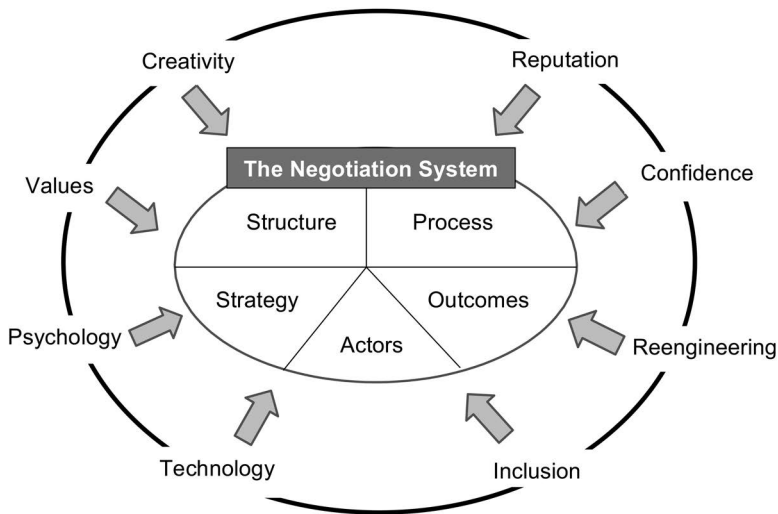 Creativity
Reputation
The Negotiation System
Values
Confidence
Structure
Process
Strategy
Outcomes
Actors
Psychology
Reengineering
Technology
Inclusion